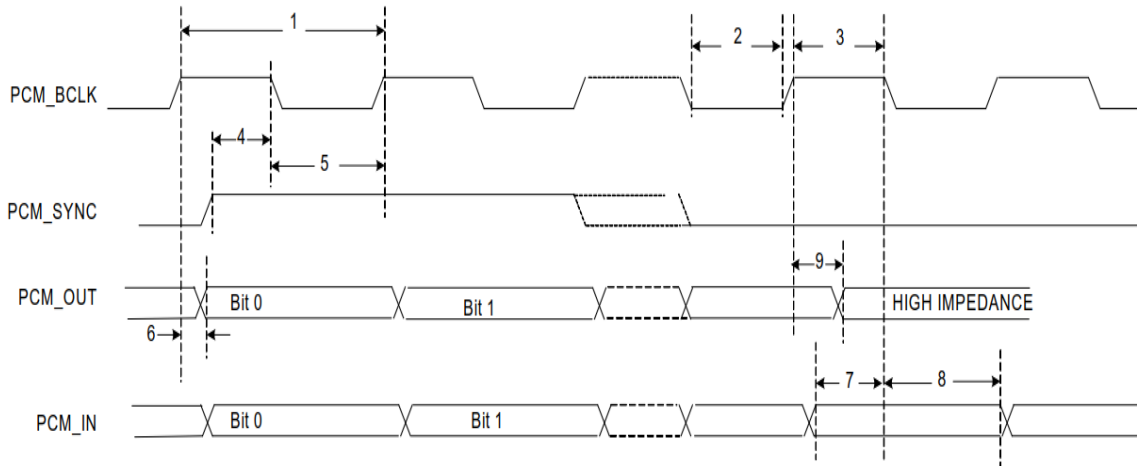 1
2
3
PCM_BCLK
4
5
PCM_SYNC
9
PCM_OUT
Bit 0
Bit 1
HIGH IMPEDANCE
6
7
8
PCM_IN
Bit 0
Bit 1